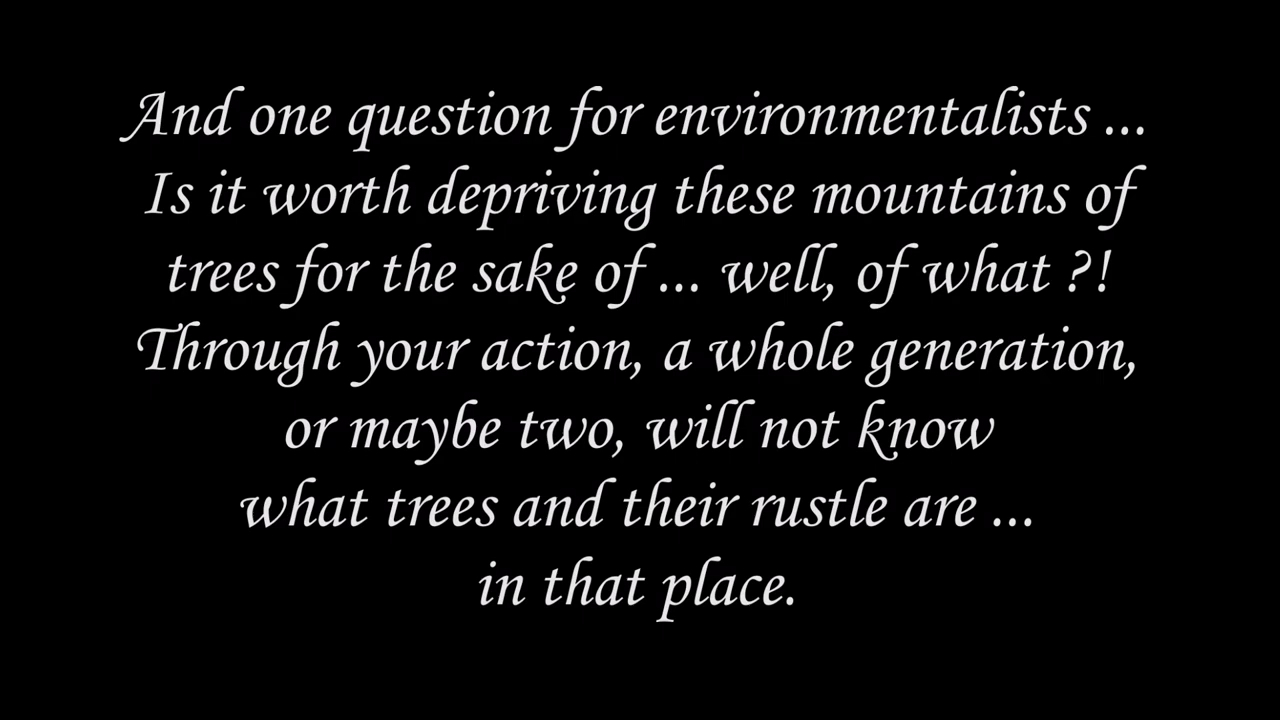 And one question for environmentalists ...
Is it worth depriving these mountains of
trees for the sake of ... well, of what ?!
Through your action, a whole generation,
or maybe two, will not know
what trees and their rustle are ...
in that place.